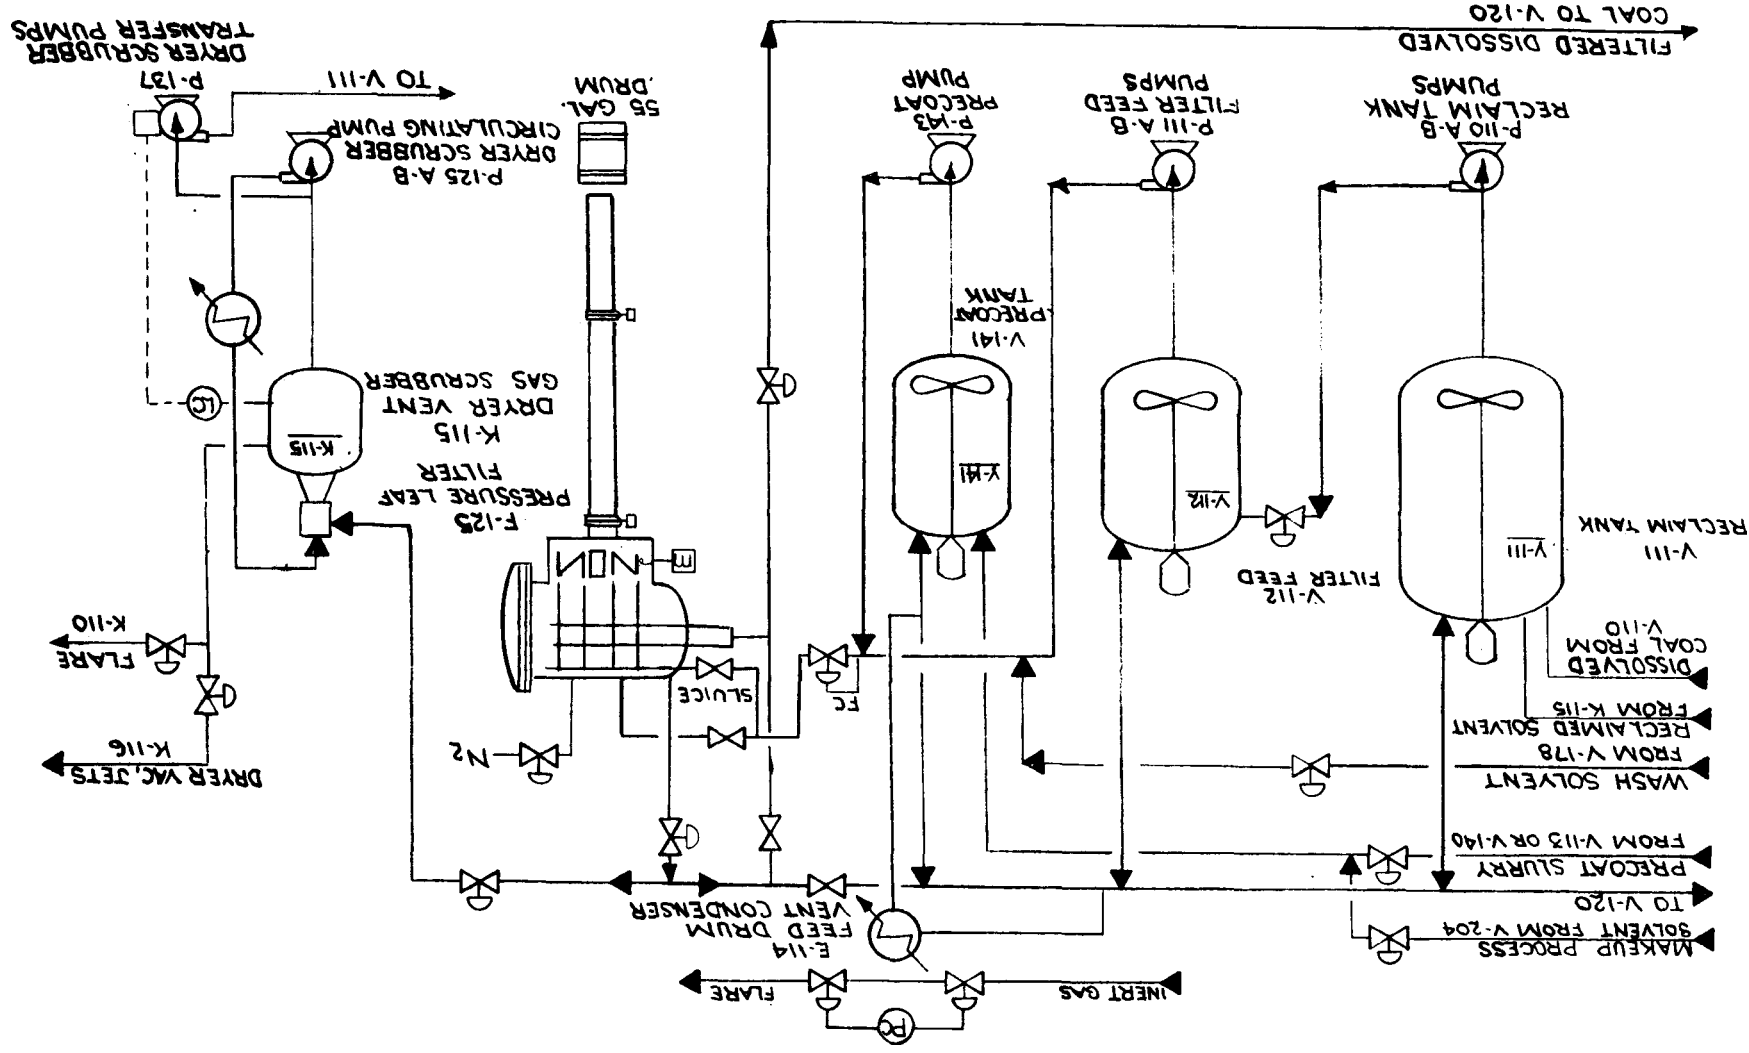 PC
INERT GAS
FLARE
MAKEUP PROCESS
SOLVENT FROM V-204
TO V-120
E-114
FEED DRUM
VENT CONDENSER
PRECOAT SLURRY
FROM V-113 OR V-140
WASH SOLVENT
FROM V-178
N2
DRYER VAC. JETS
K-116
RECLAIMED SOLVENT
FROM K-115
FC
SLUICE
DISSOLVED
COAL FROM
V-110
FLARE
K-110
V-111
RECLAIM TANK
V-111
V-112
FILTER FEED
V-112
V-141
F-125
PRESSURE LEAF
FILTER
K-115
K-115
DRYER VENT
GAS SCRUBBER
LC
V-141
PRECOAT
TANK
P-110 A-B
RECLAIM TANK
PUMPS
P-111 A-B
FILTER FEED
PUMPS
P-143
PRECOAT
PUMP
55 GAL.
DRUM
P-125 A-B
DRYER SCRUBBER
CIRCULATING PUMP
TO V-111
P-137
DRYER SCRUBBER
TRANSFER PUMPS
FILTERED DISSOLVED
COAL TO V-120